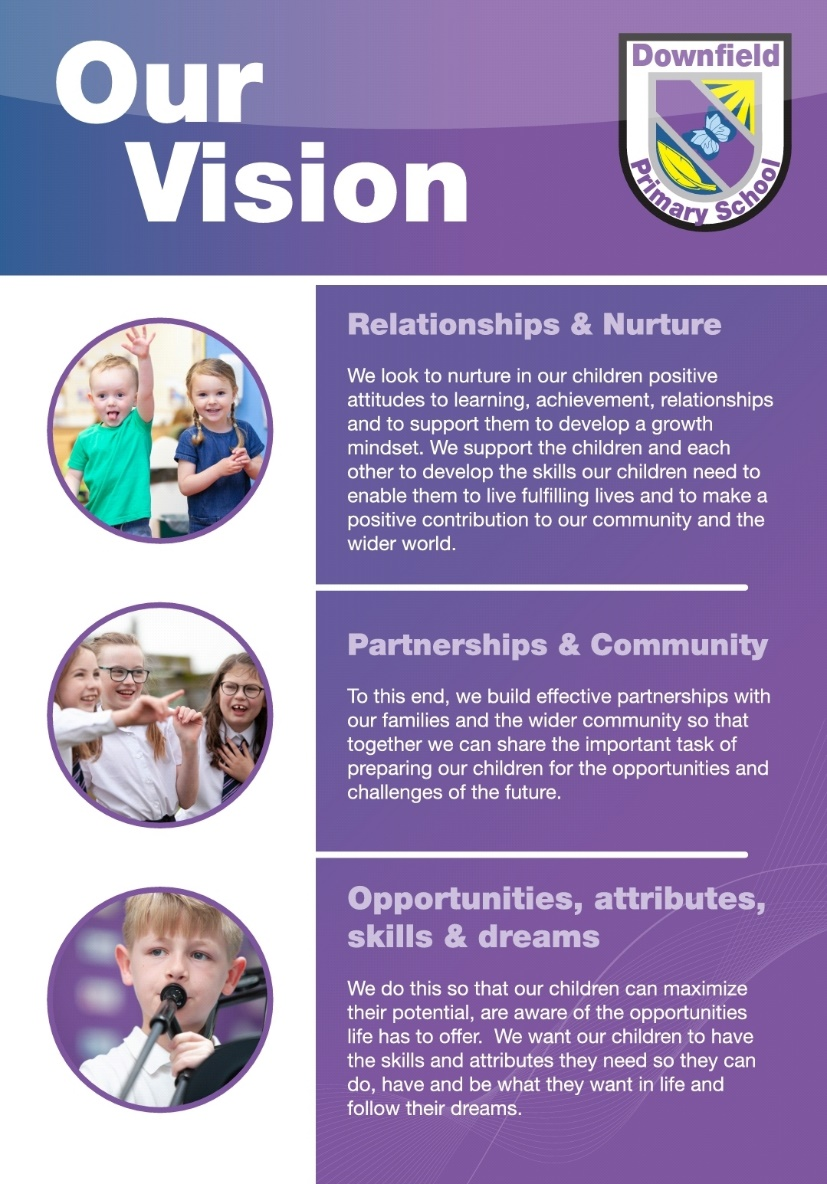 Our
Vision
Downfield
Primary School
Relationships & Nurture
We look to nurture in our children positive
attitudes to learning, achievement, relationships
and to support them to develop a growth
mindset. We support the children and each
other to develop the skills our children need to
enable them to live fulfilling lives and to make a
positive contribution to our community and the
wider world.
Partnerships & Community
To this end, we build effective partnerships with
our families and the wider community so that
together we can share the important task of
preparing our children for the opportunities and
challenges of the future.
Opportunities, attributes,
skills & dreams
We do this so that our children can maximize
their potential, are aware of the opportunities
life has to offer.  We want our children to have
the skills and attributes they need so they can
do, have and be what they want in life and
follow their dreams.